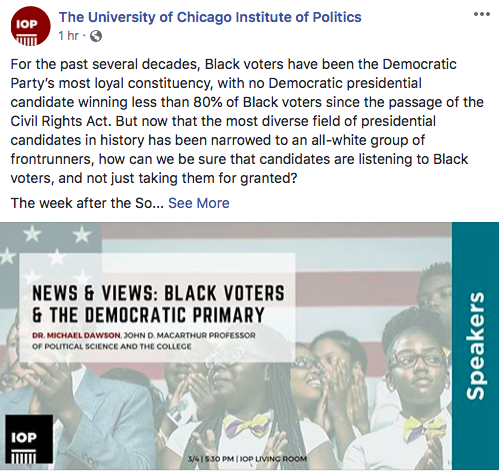 IOP
The University of Chicago Institute of Politics
1 hr ·
For the past several decades, Black voters have been the Democratic
Party's most loyal constituency, with no Democratic presidential
candidate winning less than 80% of Black voters since the passage of the
Civil Rights Act. But now that the most diverse field of presidential
candidates in history has been narrowed to an all-white group of
frontrunners, how can we be sure that candidates are listening to Black
voters, and not just taking them for granted?
The week after the So... See More
NEWS & VIEWS: BLACK VOTERS
& THE DEMOCRATIC PRIMARY
DR. MICHAEL DAWSON, JOHN D. MACARTHUR PROFESSOR
OF POLITICAL SCIENCE AND THE COLLEGE
Speakers
IOP
3/4 | 5:30 PM | IOP LIVING ROOM